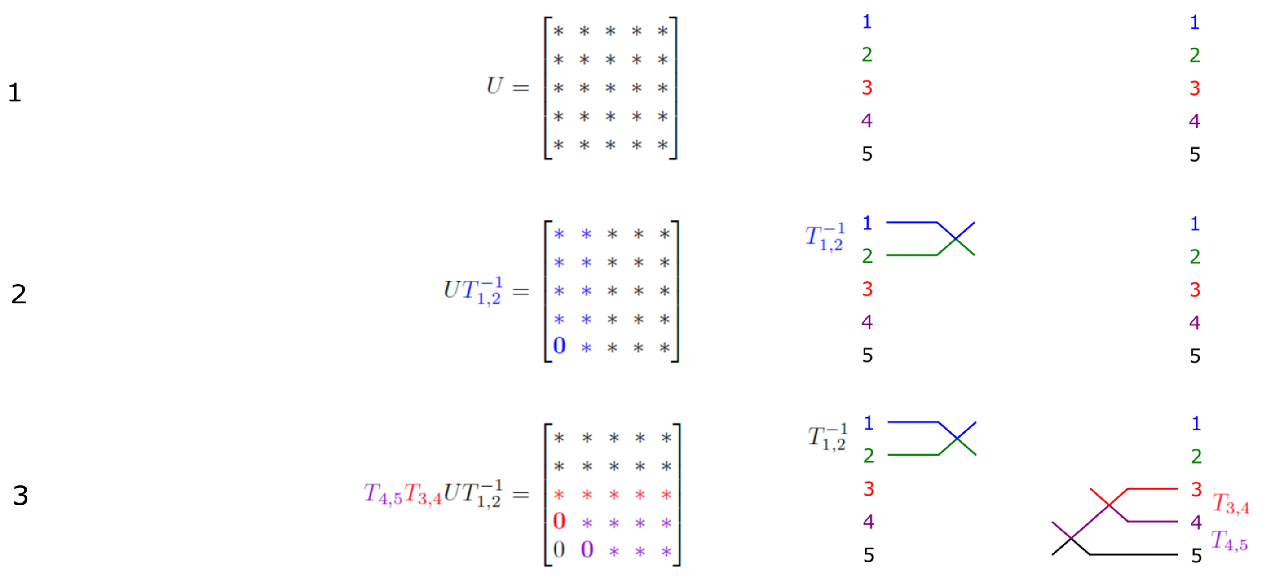 * * * * * 1 1
* * * * * 2 2
1 U = * * * * * 3 3
* * * * * 4 4
* * * * * 5 5
* * * * * T_{1,2}^{-1} 1 1
* * * * * 2 2
2 UT_{1,2}^{-1} = * * * * * 3 3
* * * * * 4 4
0 * * * * 5 5
* * * * * T_{1,2}^{-1} 1 1
* * * * * 2 2
3 T_{4,5}T_{3,4}UT_{1,2}^{-1} = * * * * * 3 3 T_{3,4}
0 * * * * 4 4
0 0 * * * 5 5 T_{4,5}